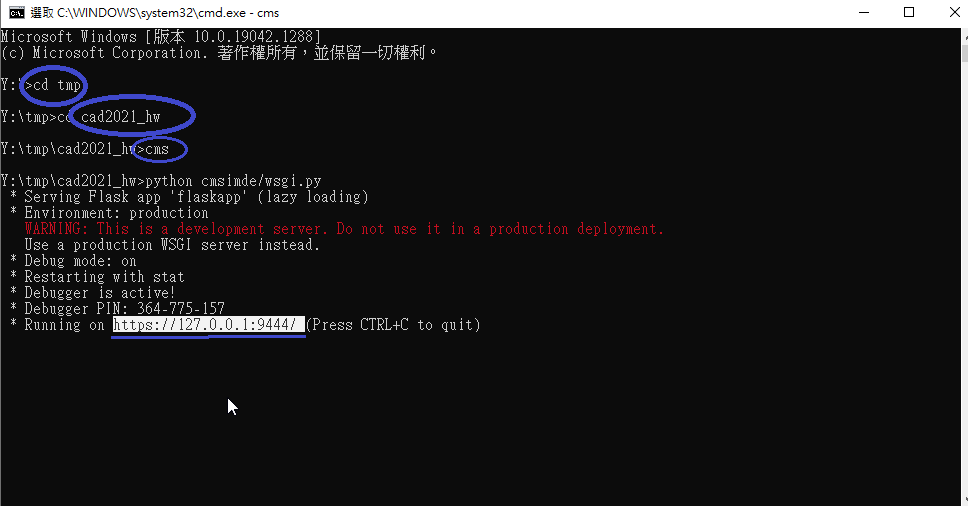 選取 C:\WINDOWS\system32\cmd.exe - cms
Microsoft Windows [版本 10.0.19042.1288]
(c) Microsoft Corporation. 著作權所有，並保留一切權利。
Y:\>cd tmp
Y:\tmp>cd cad2021_hw
Y:\tmp\cad2021_hw>cms
Y:\tmp\cad2021_hw>python cmsimde/wsgi.py
* Serving Flask app 'flaskapp' (lazy loading)
* Environment: production
WARNING: This is a development server. Do not use it in a production deployment.
Use a production WSGI server instead.
* Debug mode: on
* Restarting with stat
* Debugger is active!
* Debugger PIN: 364-775-157
* Running on https://127.0.0.1:9444/ (Press CTRL+C to quit)